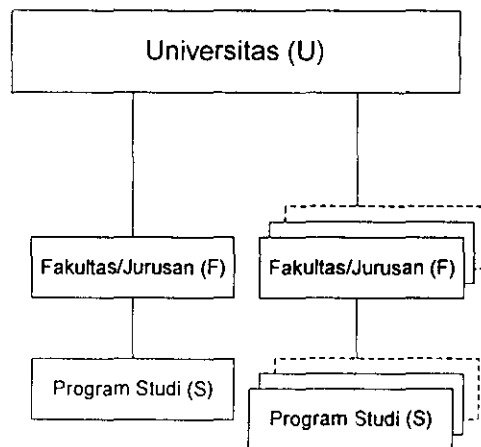 Universitas (U)
Fakultas/Jurusan (F)
Fakultas/Jurusan (F)
Program Studi (S)
Program Studi (S)